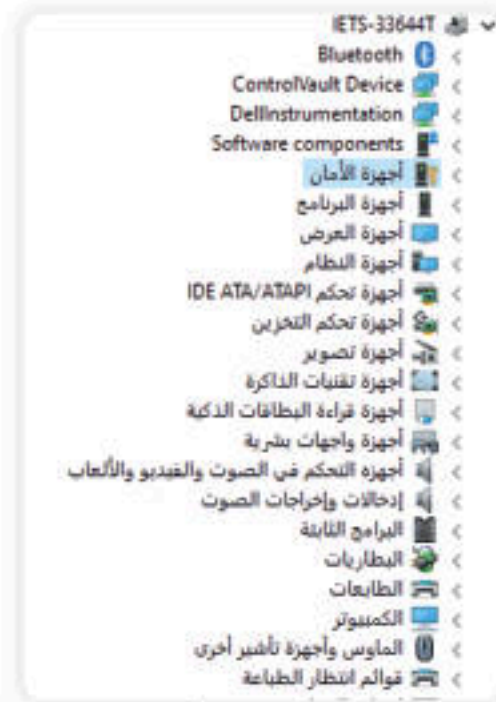 IETS-33644T
Bluetooth
ControlVault Device
DellInstrumentation
Software components
أجهزة الأمان
أجهزة البرنامج
أجهزة العرض
أجهزة النظام
أجهزة تحكم IDE ATA/ATAPI
أجهزة تحكم التخزين
أجهزة تصوير
أجهزة تقنيات الذاكرة
أجهزة قراءة البطاقات الذكية
أجهزة واجهات بشرية
أجهزه التحكم في الصوت والفيديو والألعاب
إدخالات وإخراجات الصوت
البرامج الثابتة
البطاريات
الطابعات
الكمبيوتر
الماوس وأجهزة تأشير أخرى
قوائم انتظار الطباعة